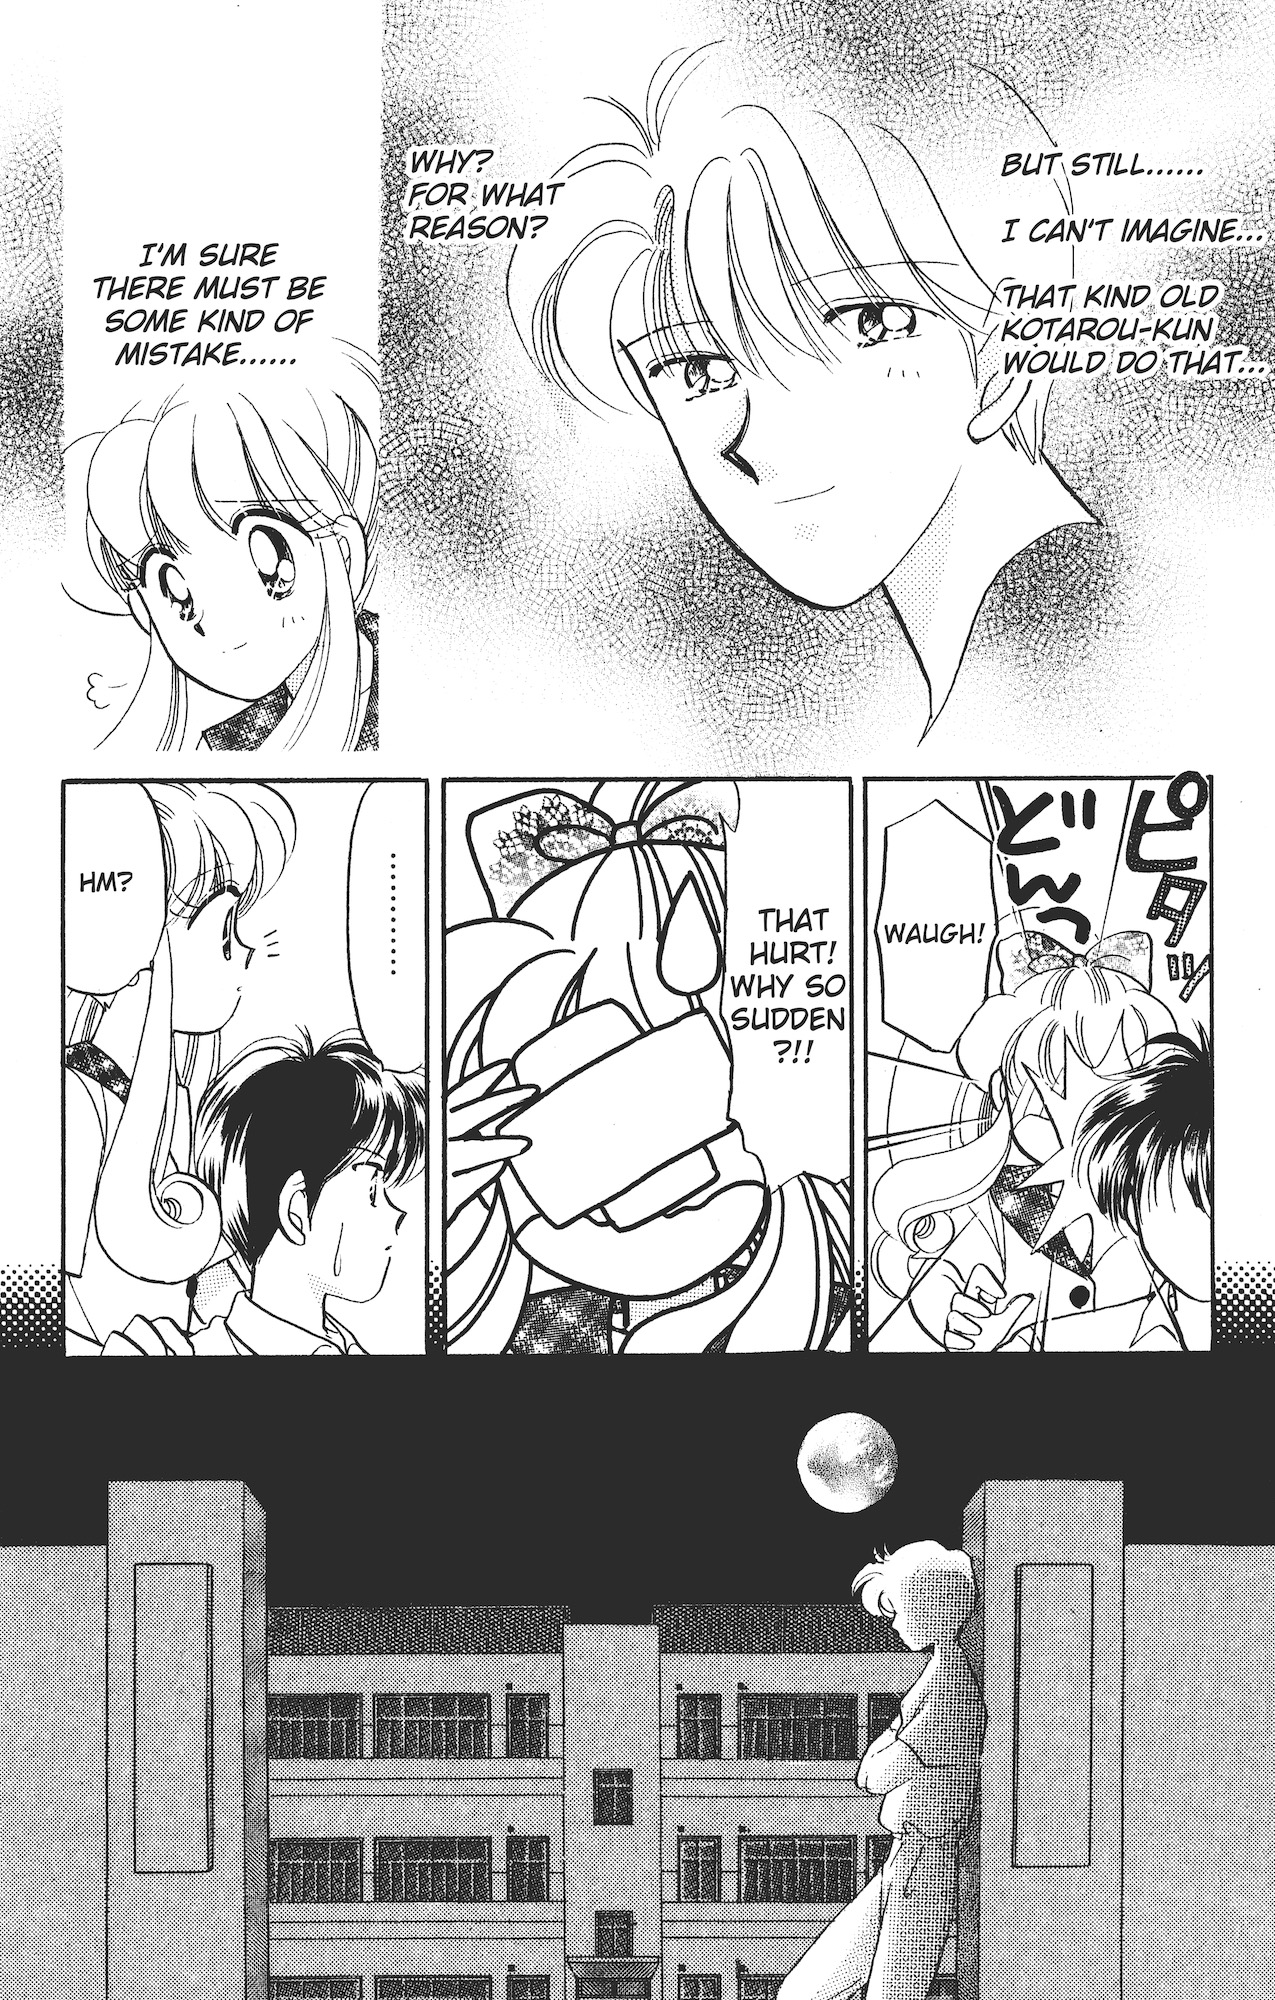 BUT STILL......
I CAN'T IMAGINE...
THAT KIND OLD
KOTAROU-KUN
WOULD DO THAT...
WHY?
FOR WHAT
REASON?
I'M SURE
THERE MUST BE
SOME KIND OF
MISTAKE......
ピタッ
どんっ
WAUGH!
THAT
HURT!
WHY SO
SUDDEN
?!!
.........
HM?